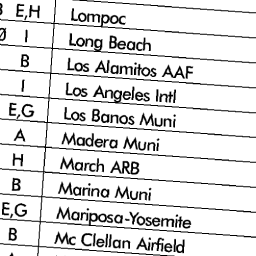 E,H Lompoc
I Long Beach
B Los Alamitos AAF
I Los Angeles Intl
E,G Los Banos Muni
A Madera Muni
H March ARB
B Marina Muni
E,G Mariposa-Yosemite
B Mc Clellan Airfield